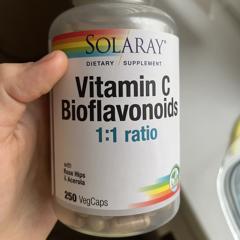 SOLARAY
DIETARY SUPPLEMENT
Vitamin C
Bioflavonoids
1:1 ratio
with
Rose Hips
& Acerola
250 VegCaps